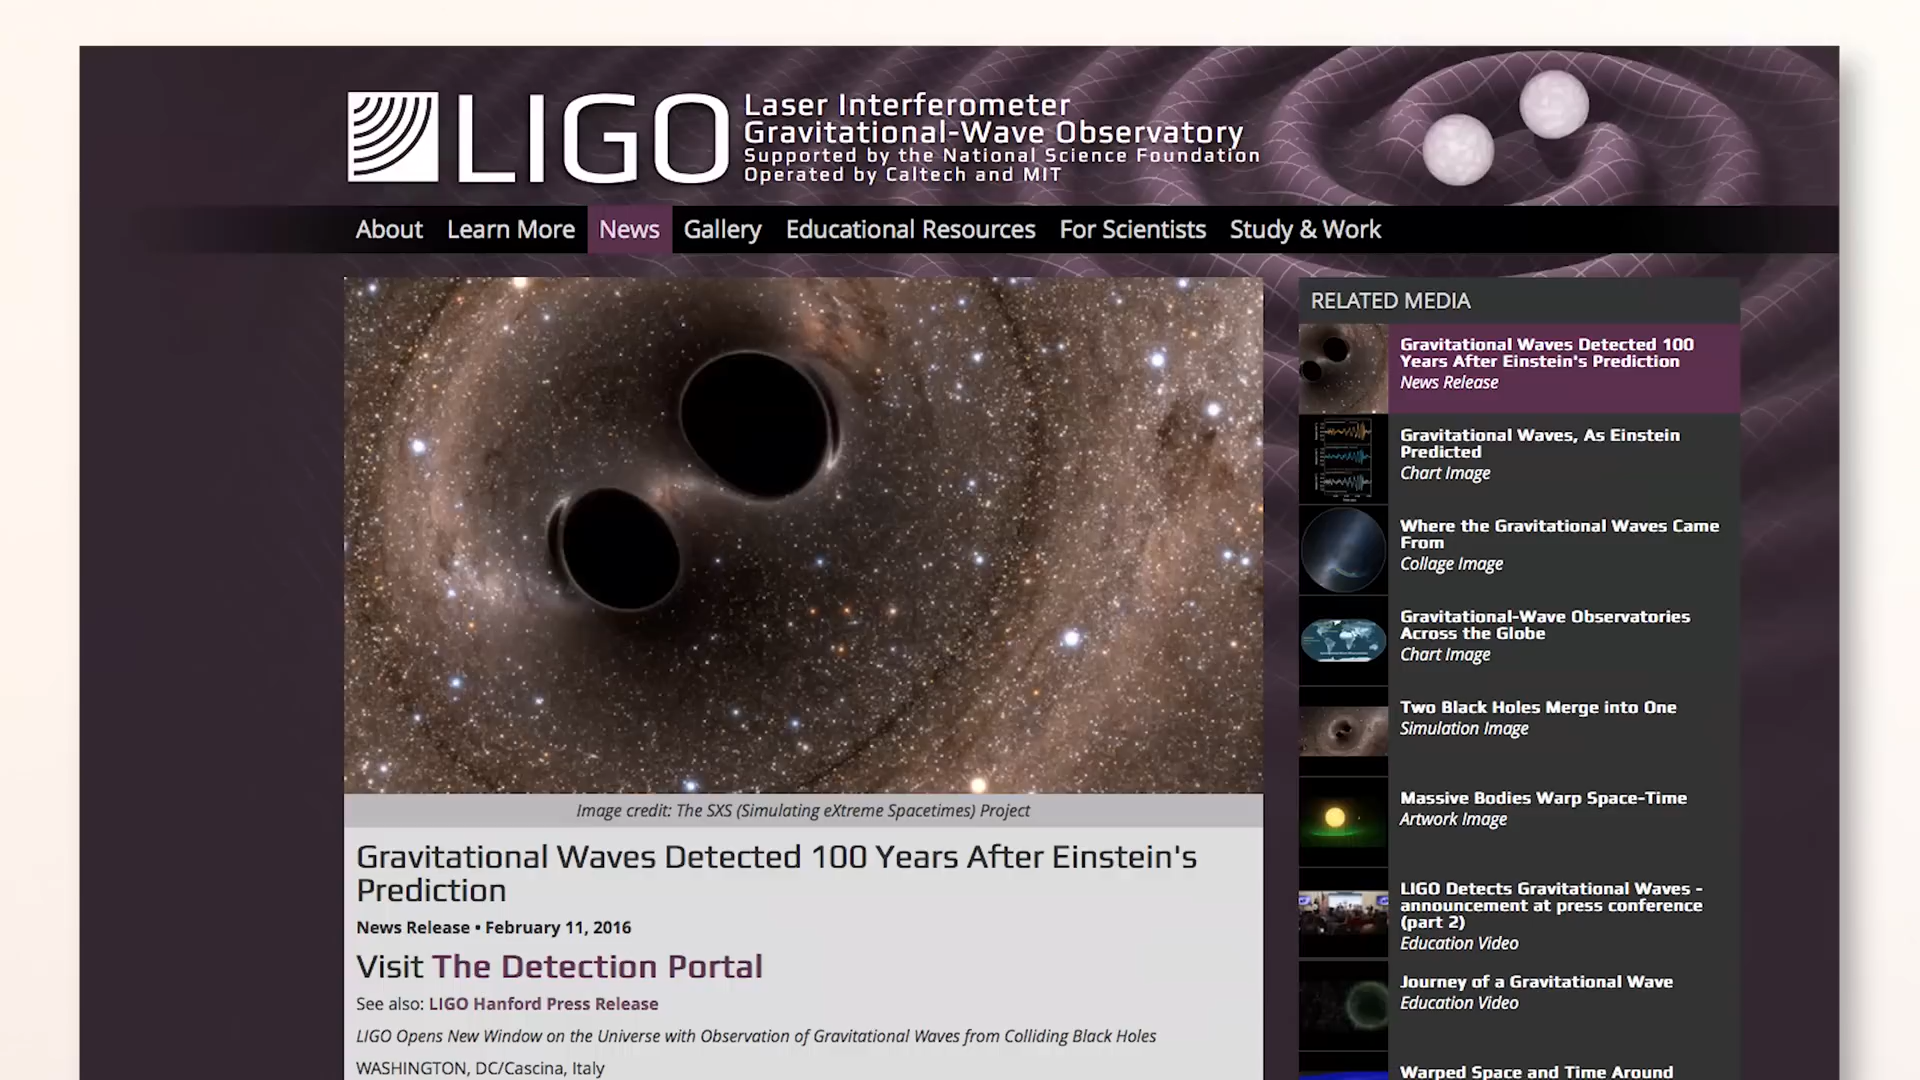 LIGO
Laser Interferometer
Gravitational-Wave Observatory
Supported by the National Science Foundation
Operated by Caltech and MIT
About Learn More News Gallery Educational Resources For Scientists Study & Work
Image credit: The SXS (Simulating eXtreme Spacetimes) Project
Gravitational Waves Detected 100 Years After Einstein's
Prediction
News Release • February 11, 2016
Visit The Detection Portal
See also: LIGO Hanford Press Release
LIGO Opens New Window on the Universe with Observation of Gravitational Waves from Colliding Black Holes
WASHINGTON, DC/Cascina, Italy
RELATED MEDIA
Gravitational Waves Detected 100
Years After Einstein's Prediction
News Release
Gravitational Waves, As Einstein
Predicted
Chart Image
Where the Gravitational Waves Came
From
Collage Image
Gravitational-Wave Observatories
Across the Globe
Chart Image
Two Black Holes Merge into One
Simulation Image
Massive Bodies Warp Space-Time
Artwork Image
LIGO Detects Gravitational Waves -
announcement at press conference
(part 2)
Education Video
Journey of a Gravitational Wave
Education Video
Warped Space and Time Around